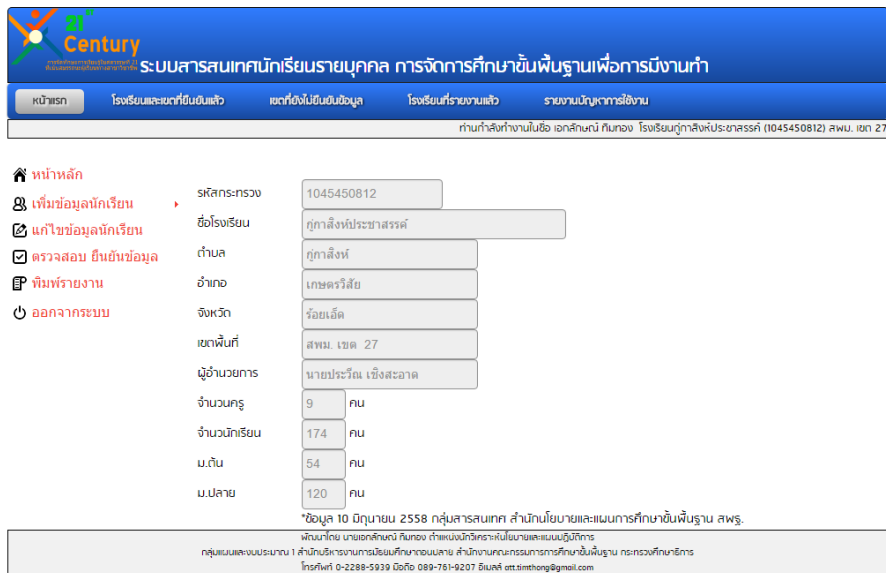 21st
Century
ระบบสารสนเทศนักเรียนรายบุคคล การจัดการศึกษาขั้นพื้นฐานเพื่อการมีงานทำ
หน้าแรก โรงเรียนและเขตที่ยืนยันแล้ว เขตที่ยังไม่ยืนยันข้อมูล โรงเรียนที่รายงานแล้ว รายงานปัญหาการใช้งาน
ท่านกำลังทำงานในชื่อ เอกลักษณ์ ทิมทอง โรงเรียนกู่กาสิงห์ประชาสรรค์ (1045450812) สพม. เขต 27
หน้าหลัก
เพิ่มข้อมูลนักเรียน
แก้ไขข้อมูลนักเรียน
ตรวจสอบ ยืนยันข้อมูล
พิมพ์รายงาน
ออกจากระบบ
รหัสกระทรวง 1045450812
ชื่อโรงเรียน กู่กาสิงห์ประชาสรรค์
ตำบล กู่กาสิงห์
อำเภอ เกษตรวิสัย
จังหวัด ร้อยเอ็ด
เขตพื้นที่ สพม. เขต 27
ผู้อำนวยการ นายประวีณ เชิงสะอาด
จำนวนครู 9 คน
จำนวนักเรียน 174 คน
ม.ต้น 54 คน
ม.ปลาย 120 คน
*ข้อมูล 10 มิถุนายน 2558 กลุ่มสารสนเทศ สำนักนโยบายและแผนการศึกษาขั้นพื้นฐาน สพฐ.
พัฒนาโดย นายเอกลักษณ์ ทิมทอง ตำแหน่งนักวิเคราะห์นโยบายและแผนปฏิบัติการ
กลุ่มแผนและงบประมาณ 1 สำนักบริหารงานการมัธยมศึกษาตอนปลาย สำนักงานคณะกรรมการการศึกษาขั้นพื้นฐาน กระทรวงศึกษาธิการ
โทรศัพท์ 0-2288-5939 มือถือ 089-761-9207 อีเมลล์ att.timthong@gmail.com